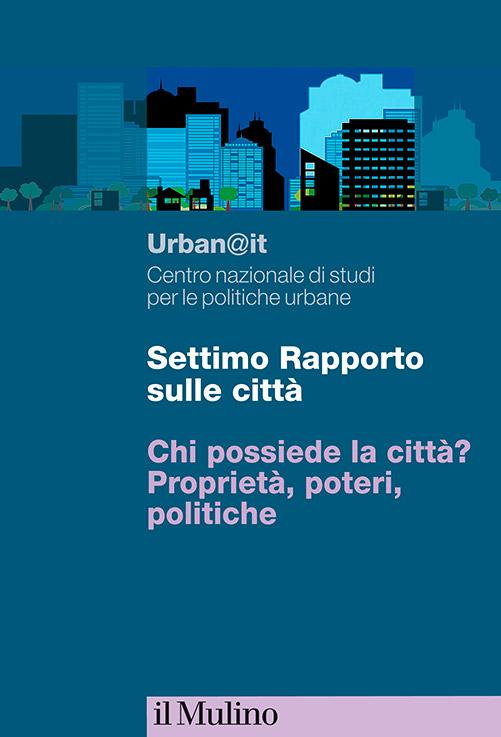 Urban@it
Centro nazionale di studi
per le politiche urbane
Settimo Rapporto
sulle città
Chi possiede la città?
Proprietà, poteri,
politiche
il Mulino